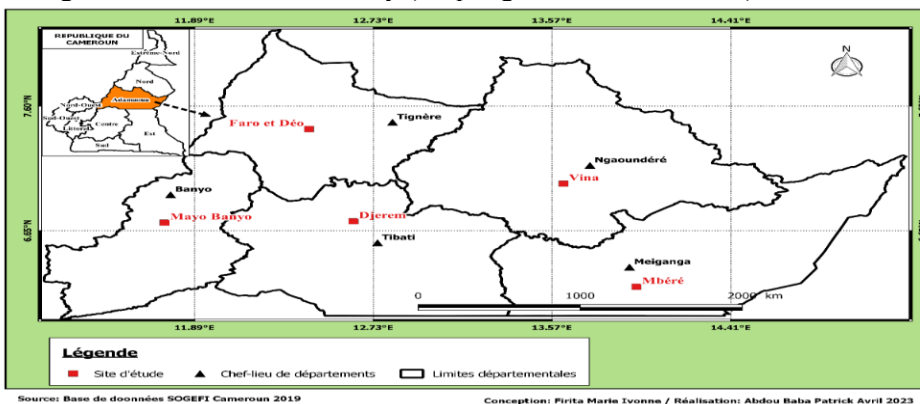 11.89°E 12.73°E 13.57°E 14.41°E
REPUBLIQUE DU
CAMEROUN
Extrême-Nord
Nord
Adamaoua
Nord-Ouest
Sud-Ouest
Littoral
Centre
Est
Sud
N
7.60°N
6.65°N
Faro et Déo
Tignère
Ngaoundéré
Vina
Banyo
Mayo Banyo
Djerem
Tibati
Meiganga
Mbéré
0 1000 2000 km
11.89°E 12.73°E 13.57°E 14.41°E
Légende
Site d'étude Chef-lieu de départements Limites départementales
Source: Base de données SOGEFI Cameroun 2019 Conception: Firita Marie Ivonne / Réalisation: Abdou Baba Patrick Avril 2023